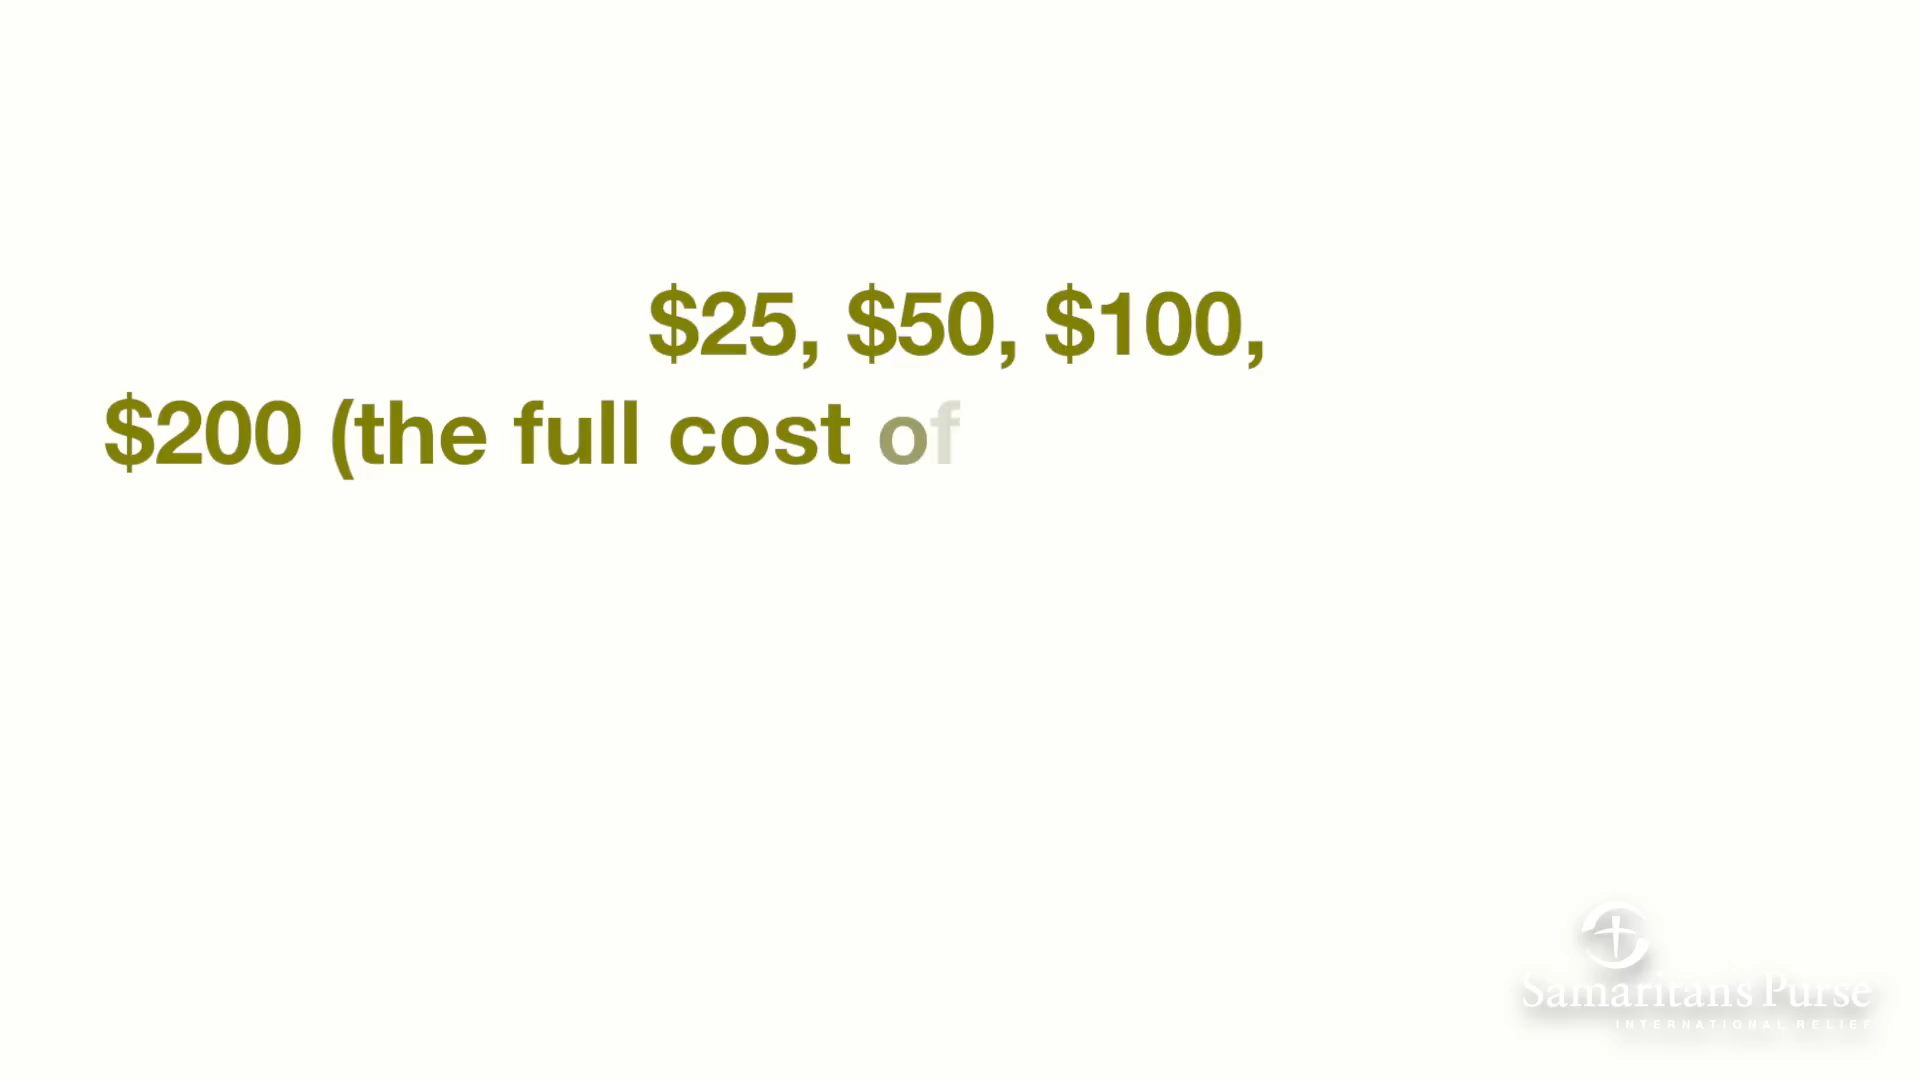 $25, $50, $100,
$200 (the full cost of
Samaritan's Purse
INTERNATIONAL RELIEF